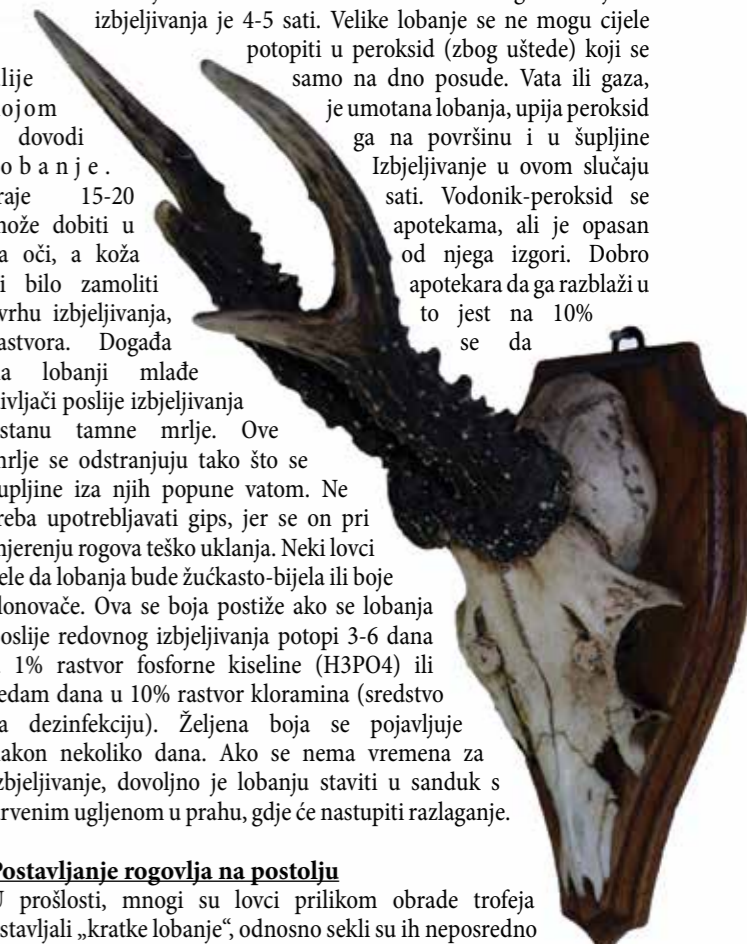 izbjeljivanja je 4-5 sati. Velike lobanje se ne mogu cijele
potopiti u peroksid (zbog uštede) koji se
lije samo na dno posude. Vata ili gaza,
ojom je umotana lobanja, upija peroksid
dovodi ga na površinu i u šupljine
obanje. Izbjeljivanje u ovom slučaju
raje 15-20 sati. Vodonik-peroksid se
može dobiti u apotekama, ali je opasan
a oči, a koža od njega izgori. Dobro
i bilo zamoliti apotekara da ga razblaži u
vrhu izbjeljivanja, to jest na 10%
astvora. Događa se da
a lobanji mlađe
ivljači poslije izbjeljivanja
stanu tamne mrlje. Ove
mrlje se odstranjuju tako što se
upljine iza njih popune vatom. Ne
reba upotrebljavati gips, jer se on pri
mjerenju rogova teško uklanja. Neki lovci
ele da lobanja bude žućkasto-bijela ili boje
lonovače. Ova se boja postiže ako se lobanja
oslije redovnog izbjeljivanja potopi 3-6 dana
1% rastvor fosforne kiseline (H3PO4) ili
edam dana u 10% rastvor kloramina (sredstvo
a dezinfekciju). Željena boja se pojavljuje
akon nekoliko dana. Ako se nema vremena za
zbjeljivanje, dovoljno je lobanju staviti u sanduk s
rvenim ugljenom u prahu, gdje će nastupiti razlaganje.
Postavljanje rogovlja na postolju
U prošlosti, mnogi su lovci prilikom obrade trofeja
stavljali „kratke lobanje“, odnosno sekli su ih neposredno